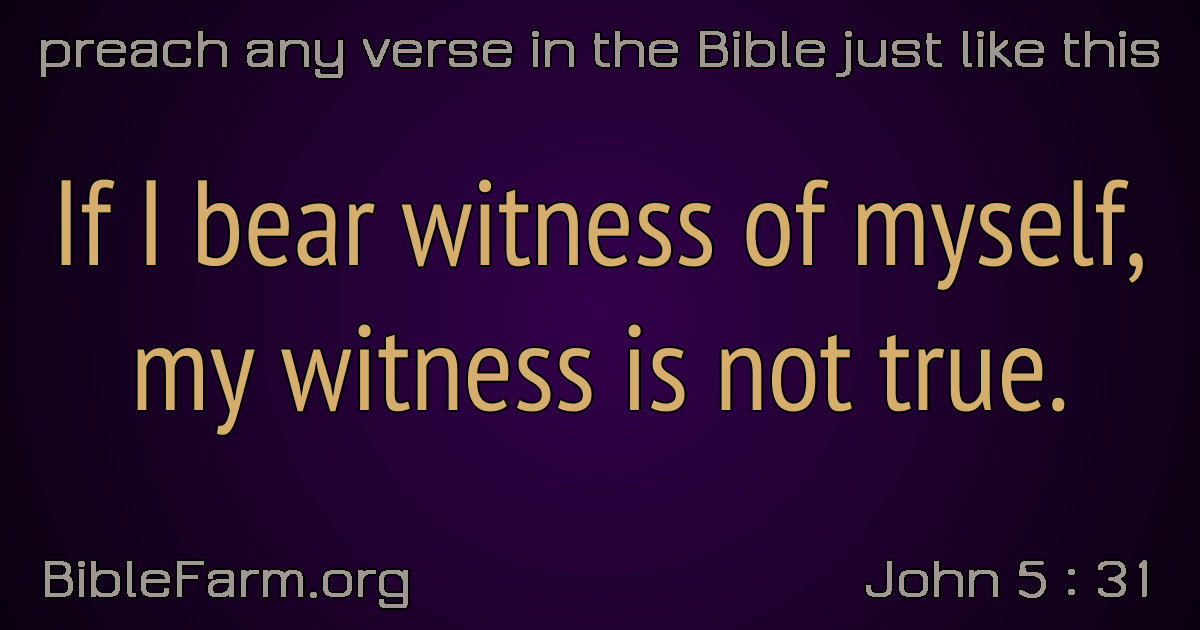 preach any verse in the Bible just like this
If I bear witness of myself,
my witness is not true.
BibleFarm.org
John 5 : 31